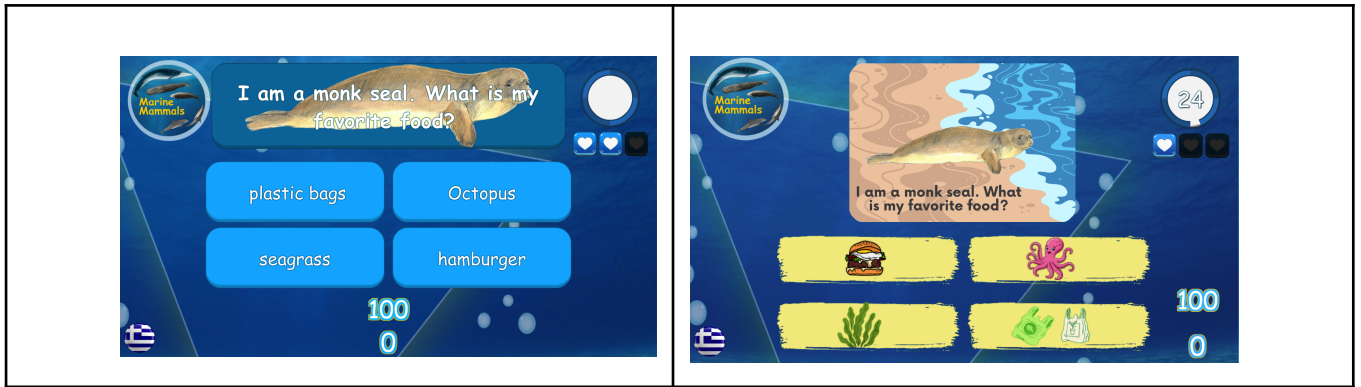 Marine
Mammals
I am a monk seal. What is my
favorite food?
plastic bags
Octopus
seagrass
hamburger
100
0
Marine
Mammals
24
I am a monk seal. What
is my favorite food?
100
0